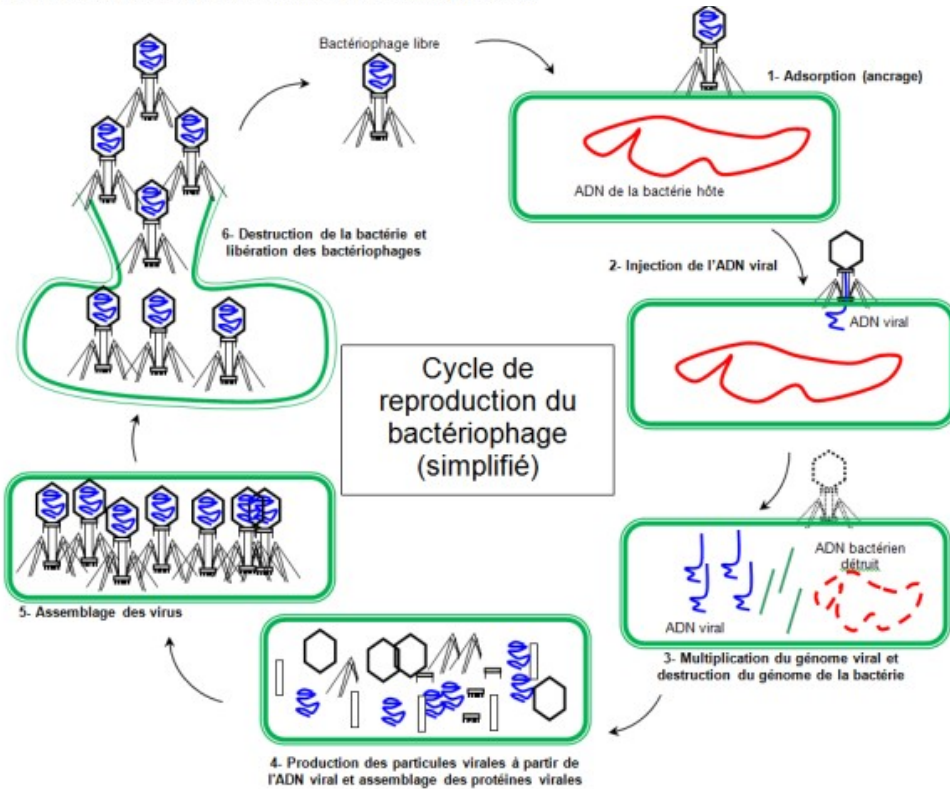 Bactériophage libre
1- Adsorption (ancrage)
ADN de la bactérie hôte
2- Injection de l'ADN viral
ADN viral
ADN bactérien
détruit
ADN viral
3- Multiplication du génome viral et
destruction du génome de la bactérie
4- Production des particules virales à partir de
l'ADN viral et assemblage des protéines virales
5- Assemblage des virus
6- Destruction de la bactérie et
libération des bactériophages
Cycle de
reproduction du
bactériophage
(simplifié)